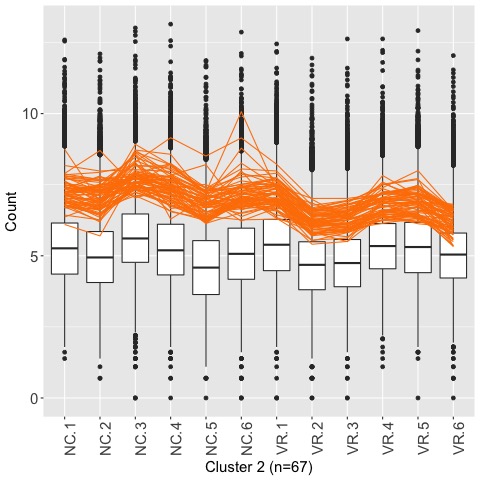 Count
10
5
0
NC.1
NC.2
NC.3
NC.4
NC.5
NC.6
VR.1
VR.2
VR.3
VR.4
VR.5
VR.6
Cluster 2 (n=67)